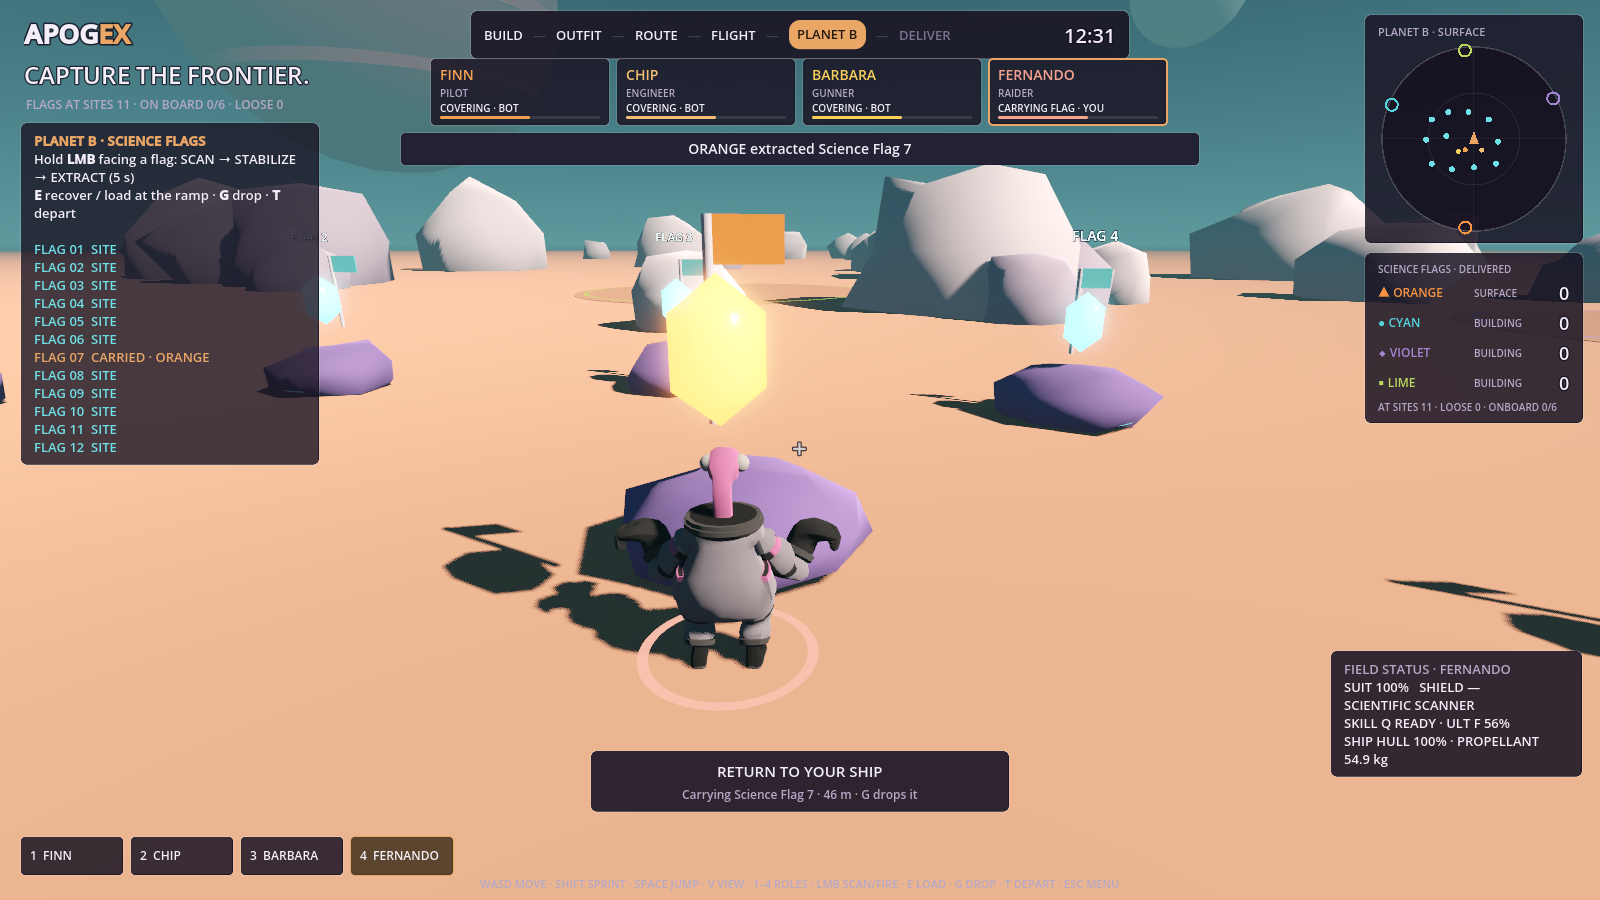 APOGEX
CAPTURE THE FRONTIER.
FLAGS AT SITES 11 · ON BOARD 0/6 · LOOSE 0
BUILD — OUTFIT — ROUTE — FLIGHT — PLANET B — DELIVER 12:31
FINN
PILOT
COVERING · BOT
CHIP
ENGINEER
COVERING · BOT
BARBARA
GUNNER
COVERING · BOT
FERNANDO
RAIDER
CARRYING FLAG · YOU
ORANGE extracted Science Flag 7
PLANET B · SCIENCE FLAGS
Hold LMB facing a flag: SCAN → STABILIZE
→ EXTRACT (5 s)
E recover / load at the ramp · G drop · T
depart
FLAG 01 SITE
FLAG 02 SITE
FLAG 03 SITE
FLAG 04 SITE
FLAG 05 SITE
FLAG 06 SITE
FLAG 07 CARRIED · ORANGE
FLAG 08 SITE
FLAG 09 SITE
FLAG 10 SITE
FLAG 11 SITE
FLAG 12 SITE
FLAG 2
FLAG 3
FLAG 4
PLANET B · SURFACE
SCIENCE FLAGS · DELIVERED
ORANGE SURFACE 0
CYAN BUILDING 0
VIOLET BUILDING 0
LIME BUILDING 0
AT SITES 11 · LOOSE 0 · ONBOARD 0/6
FIELD STATUS · FERNANDO
SUIT 100% SHIELD —
SCIENTIFIC SCANNER
SKILL Q READY · ULT F 56%
SHIP HULL 100% · PROPELLANT
54.9 kg
RETURN TO YOUR SHIP
Carrying Science Flag 7 · 46 m · G drops it
1 FINN
2 CHIP
3 BARBARA
4 FERNANDO
WASD MOVE · SHIFT SPRINT · SPACE JUMP · V VIEW · 1–4 ROLES · LMB SCAN/FIRE · E LOAD · G DROP · T DEPART · ESC MENU